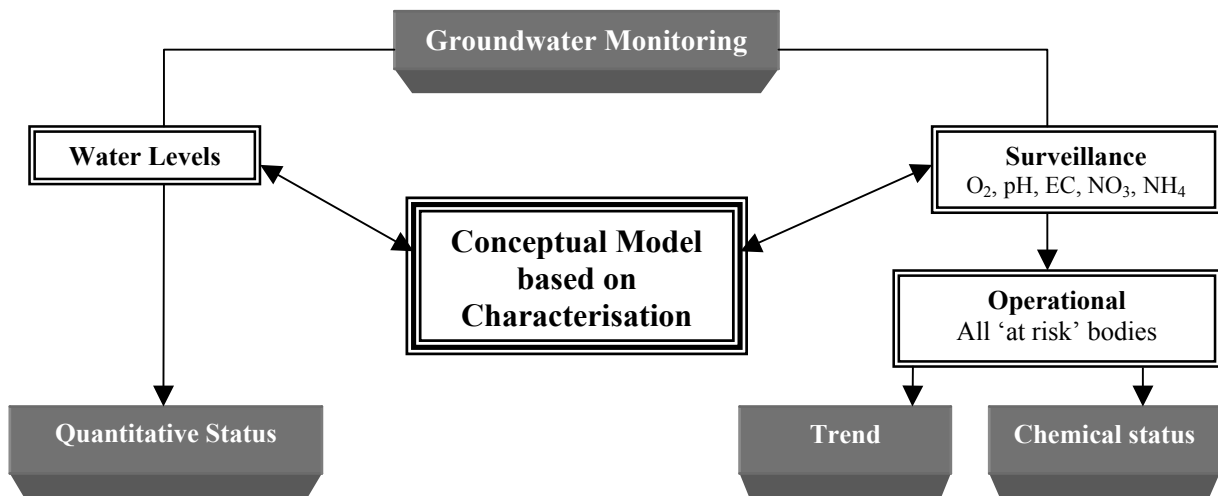 Groundwater Monitoring
Water Levels
Surveillance
O₂, pH, EC, NO₃, NH₄
Conceptual Model
based on
Characterisation
Operational
All ‘at risk’ bodies
Quantitative Status
Trend
Chemical status